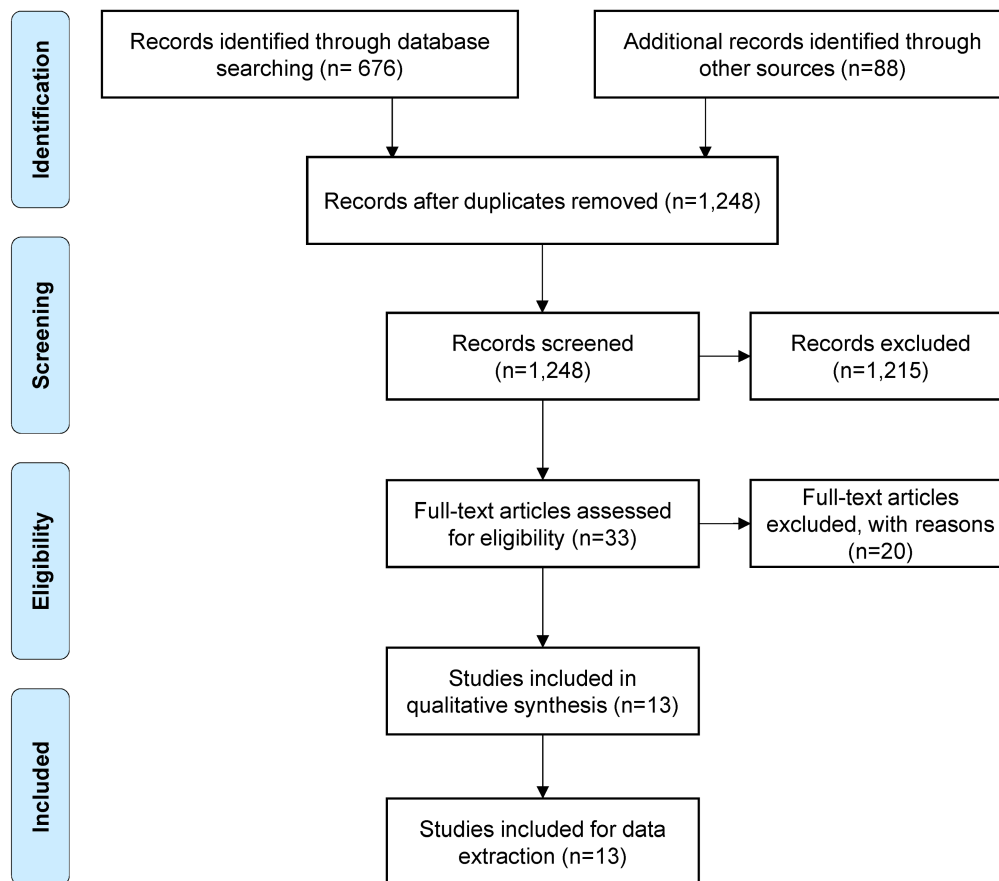 Identification
Records identified through database
searching (n= 676)
Additional records identified through
other sources (n=88)
Records after duplicates removed (n=1,248)
Screening
Records screened
(n=1,248)
Records excluded
(n=1,215)
Eligibility
Full-text articles assessed
for eligibility (n=33)
Full-text articles
excluded, with reasons
(n=20)
Included
Studies included in
qualitative synthesis (n=13)
Studies included for data
extraction (n=13)